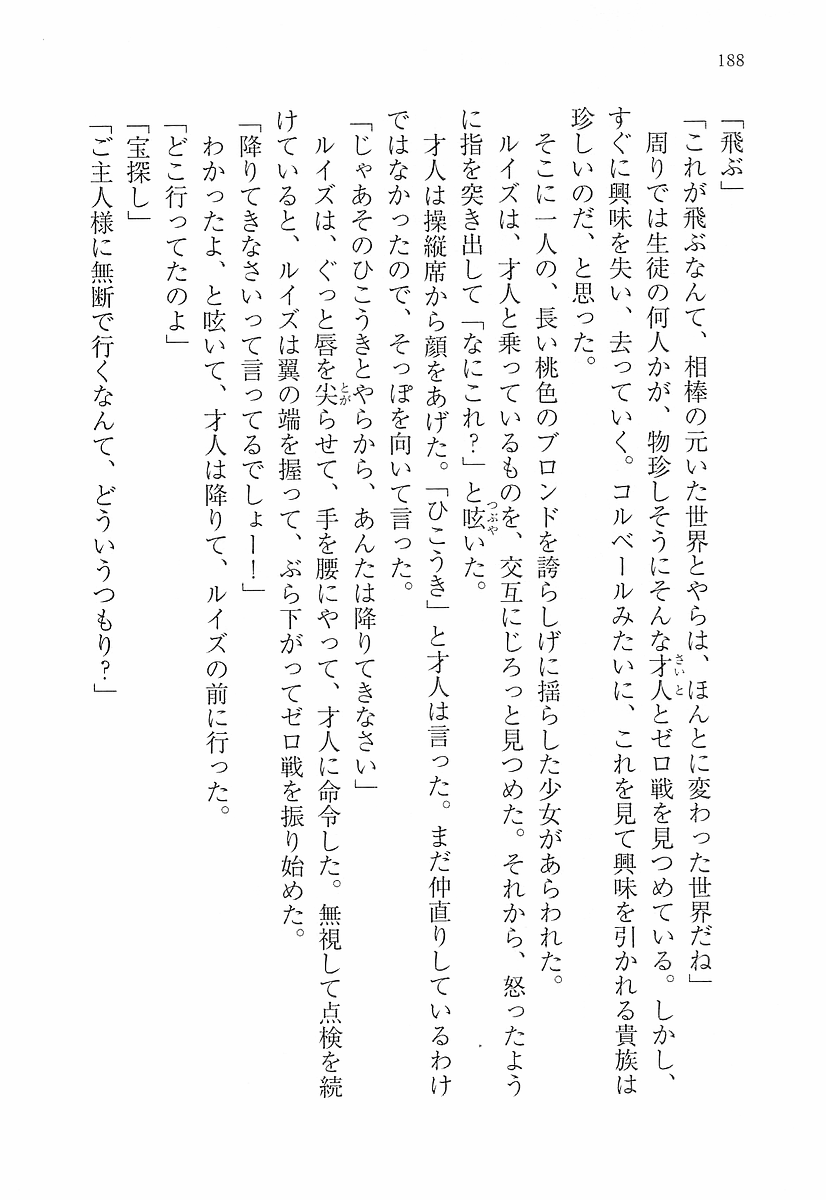 188
「飛ぶ」
「これが飛ぶなんて、相棒の元いた世界とやらは、ほんとに変わった世界だね」
周りでは生徒の何人かが、物珍しそうにそんな才人とゼロ戦を見つめている。しかし、
さいと
すぐに興味を失い、去っていく。コルベールみたいに、これを見て興味を引かれる貴族は
珍しいのだ、と思った。
そこに一人の、長い桃色のブロンドを誇らしげに揺らした少女があらわれた。
ルイズは、才人と乗っているものを、交互にじろっと見つめた。それから、怒ったよう
に指を突き出して「なにこれ？」と呟いた。
つぶや
才人は操縦席から顔をあげた。「ひこうき」と才人は言った。まだ仲直りしているわけ
ではなかったので、そっぽを向いて言った。
「じゃあそのひこうきとやらから、あんたは降りてきなさい」
ルイズは、ぐっと唇を尖らせて、手を腰にやって、才人に命令した。無視して点検を続
とが
けていると、ルイズは翼の端を握って、ぶら下がってゼロ戦を振り始めた。
「降りてきなさいって言ってるでしょー！」
わかったよ、と呟いて、才人は降りて、ルイズの前に行った。
「どこ行ってたのよ」
「宝探し」
「ご主人様に無断で行くなんて、どういうつもり？」